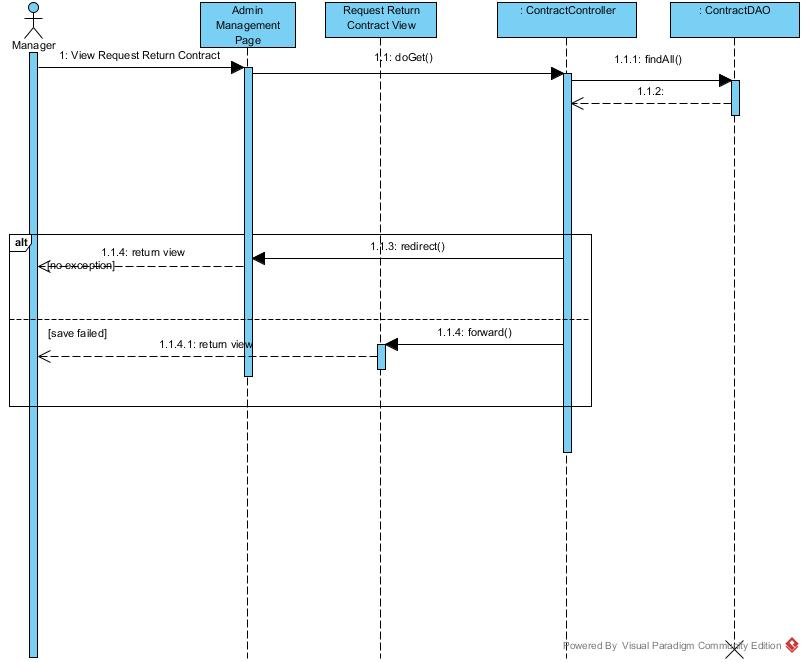 Admin
Management
Page
Request Return
Contract View
: ContractController
: ContractDAO
Manager
1: View Request Return Contract
1.1: doGet()
1.1.1: findAll()
1.1.2:
alt
1.1.4: return view
1.1.3: redirect()
[no exception]
[save failed]
1.1.4: forward()
1.1.4.1: return view
Powered By Visual Paradigm Community Edition